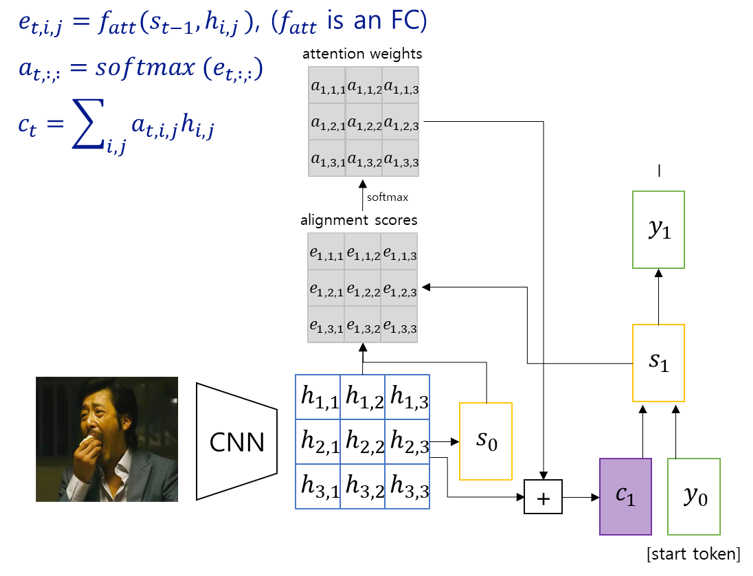 e_{t,i,j} = f_{att}(s_{t-1}, h_{i,j}), (f_{att} is an FC)
a_{t,:,:} = softmax (e_{t,:,:})
c_t = ∑_{i,j} a_{t,i,j}h_{i,j}
attention weights
a_{1,1,1} a_{1,1,2} a_{1,1,3}
a_{1,2,1} a_{1,2,2} a_{1,2,3}
a_{1,3,1} a_{1,3,2} a_{1,3,3}
softmax
alignment scores
e_{1,1,1} e_{1,1,2} e_{1,1,3}
e_{1,2,1} e_{1,2,2} e_{1,2,3}
e_{1,3,1} e_{1,3,2} e_{1,3,3}
CNN
h_{1,1} h_{1,2} h_{1,3}
h_{2,1} h_{2,2} h_{2,3}
h_{3,1} h_{3,2} h_{3,3}
s_0
+
c_1
y_0
[start token]
s_1
y_1
I